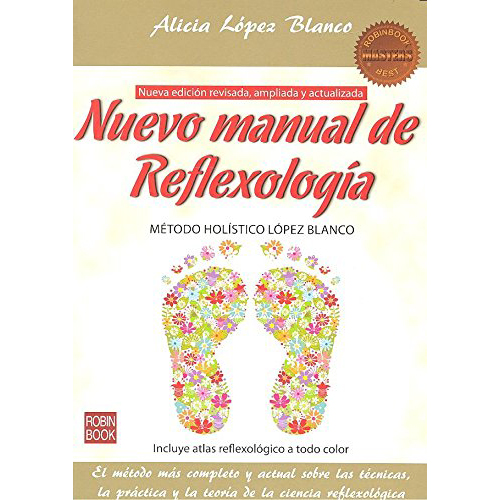 Alicia López Blanco
ROBINBOOK
MASTERS
BEST
Nueva edición revisada, ampliada y actualizada
Nuevo manual de
Reflexología
MÉTODO HOLÍSTICO LÓPEZ BLANCO
ROBIN
BOOK
Incluye atlas reflexológico a todo color
El método más completo y actual sobre las técnicas,
la práctica y la teoría de la ciencia reflexológica